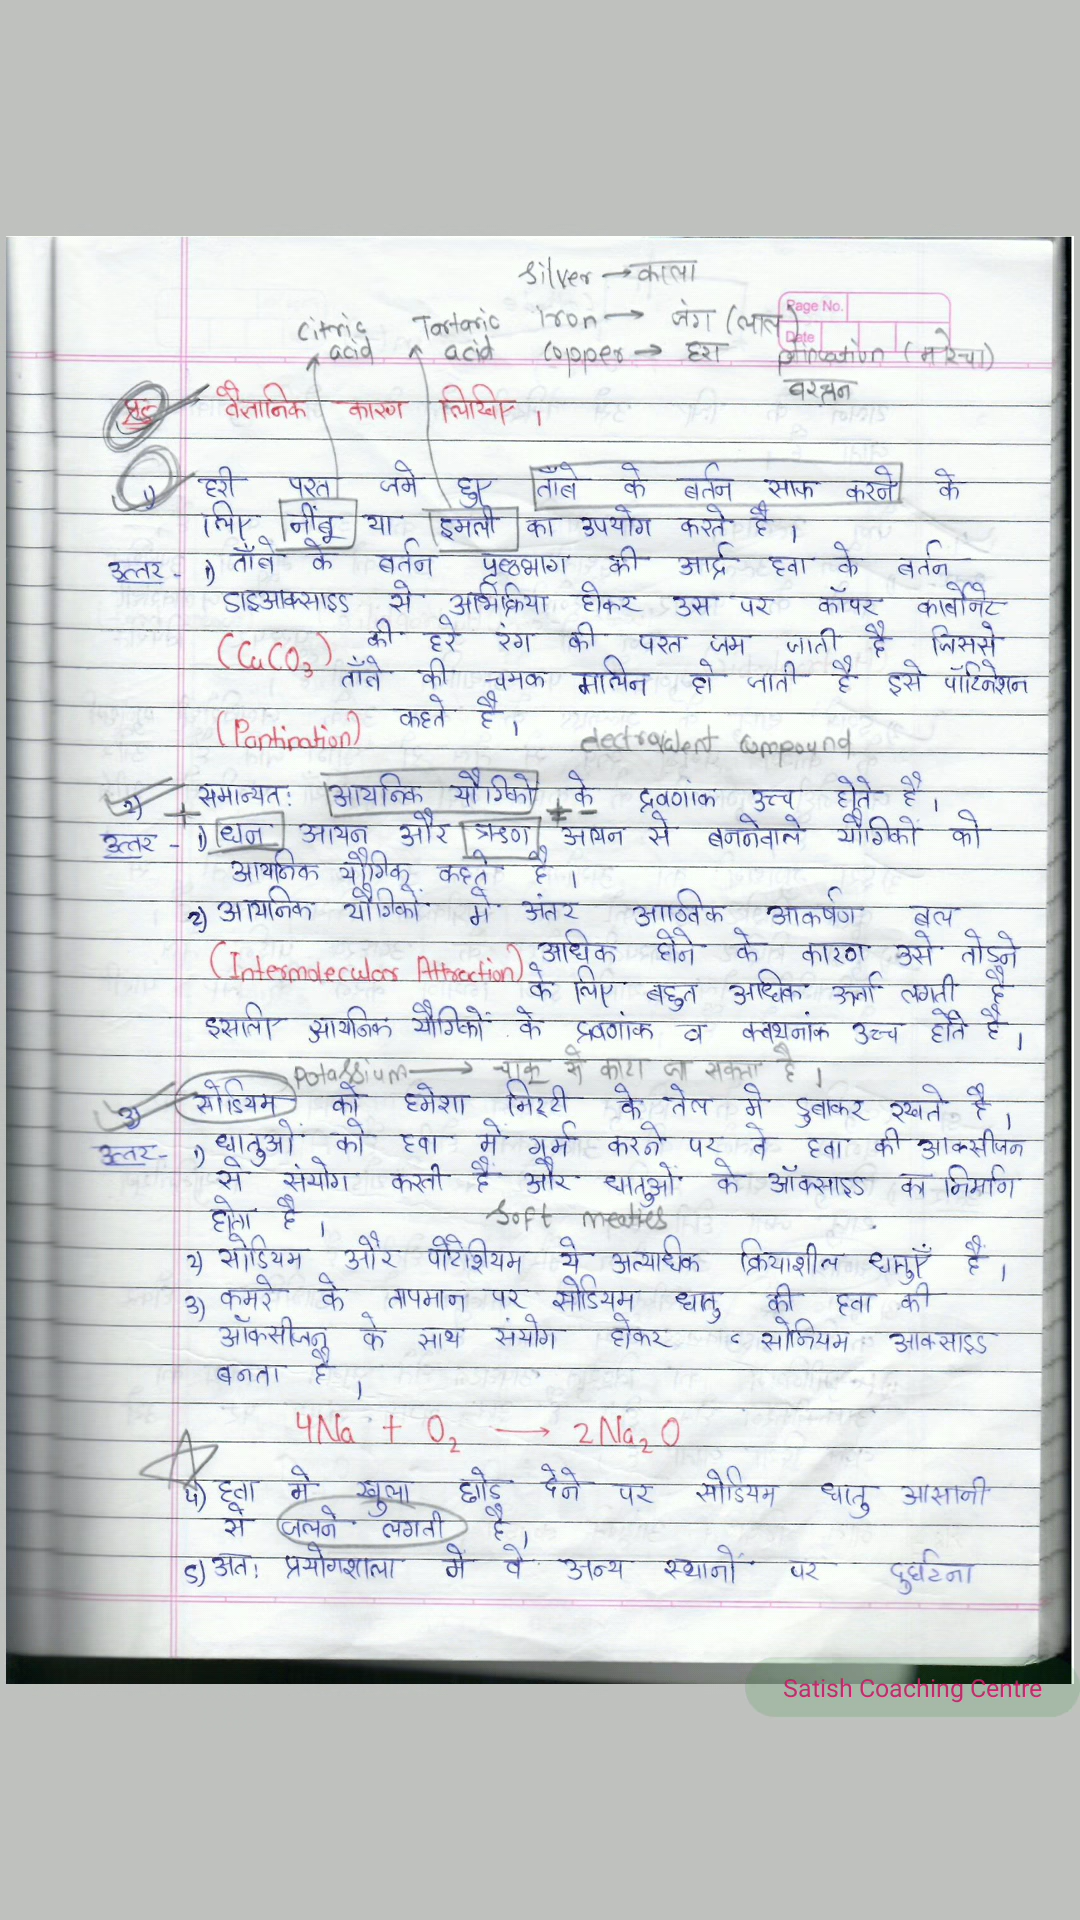 Silver → काला
Citric acid
Tartaric acid
Iron → जंग (लाल)
Copper → हरा
Page No.
Date
(मोरचा)
प्रश्न वैज्ञानिक कारण लिखिए।
1) हरी परत जमे हुए ताँबे के बर्तन साफ करने के
लिए नींबू या इमली का उपयोग करते है।
उत्तर - 1) ताँबे के बर्तन पृष्ठभाग की आर्द्र हवा के बर्तन
डाइआक्साइड से अभिक्रिया होकर उस पर कॉपर कार्बोनेट
(CuCO3) की हरे रंग की परत जम जाती है जिससे
ताँबे की चमक मालिन हो जाती है इसे पॉटिनेशन
(Pantination) कहते है।
electrovalent compound
2) समान्यतः आयनिक यौगिकों के द्रवणांक उच्च होते है।
उत्तर - 1) धन आयन और ऋण आयन से बननेवाले यौगिकों को
आयनिक यौगिक कहते है।
2) आयनिक यौगिकों मे अंतर आण्विक आकर्षण बल
(Intermolecular Attraction) अधिक होने के कारण उसे तोडने
के लिए बहुत अधिक ऊर्जा लगती है
इसलिए आयनिक यौगिकों के द्रवणांक व क्वथनांक उच्च होते है।
potassium → चाकू से काटा जा सकता है।
3) सोडियम को हमेशा मिटटी के तेल मे डुबाकर रखते है,
उत्तर - 1) धातुओं को हवा में गर्म करने पर वे हवा की आक्सीजन
से संयोग करती है और धातुओं के ऑक्साइड का निर्माण
होता है।
Soft
2) सोडियम और पोटेशियम ये अत्याधिक क्रियाशील धातुएँ है।
3) कमरे के तापमान पर सोडियम धातु की हवा की
ऑकसीजन के साथ संयोग होकर सोनियम आक्साइड
बनता है।
4Na + O2 → 2Na2O
4) हवा मे खुला छोड देने पर सोडियम धातु आसानी
से जलने लगती है,
5) अतः प्रयोगशाला में वे अन्य स्थानों पर दुर्घटना
Satish Coaching Centre